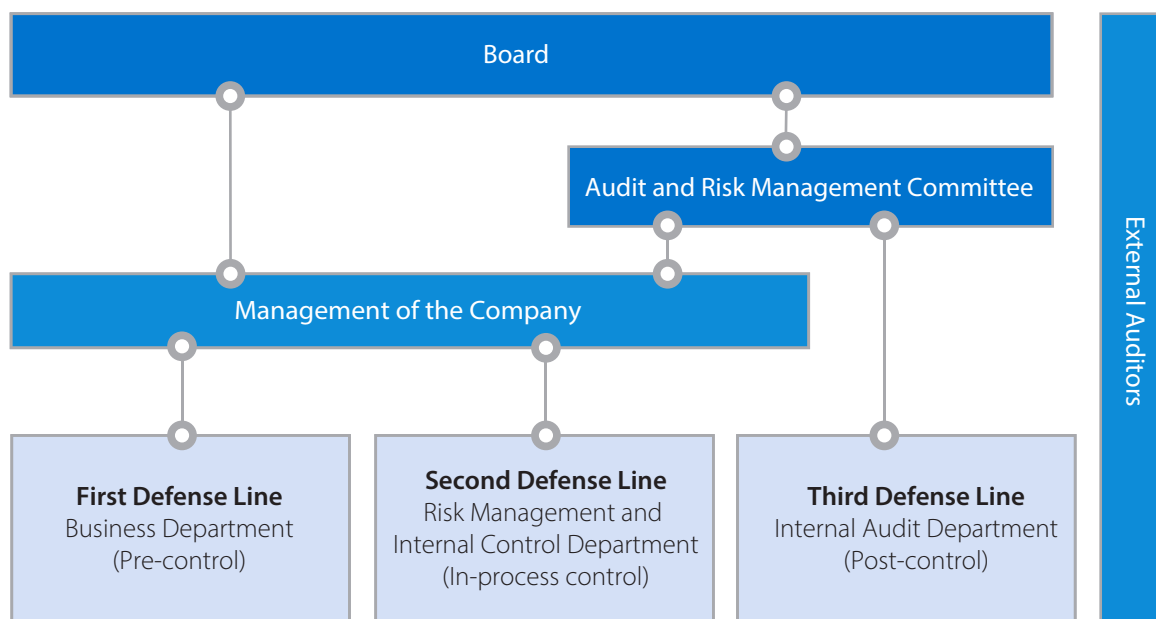 Board
Audit and Risk Management Committee
Management of the Company
First Defense Line
Business Department
(Pre-control)
Second Defense Line
Risk Management and
Internal Control Department
(In-process control)
Third Defense Line
Internal Audit Department
(Post-control)
External Auditors